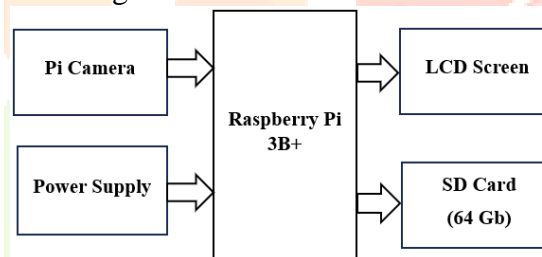 Pi Camera
LCD Screen
Raspberry Pi
3B+
Power Supply
SD Card
(64 Gb)